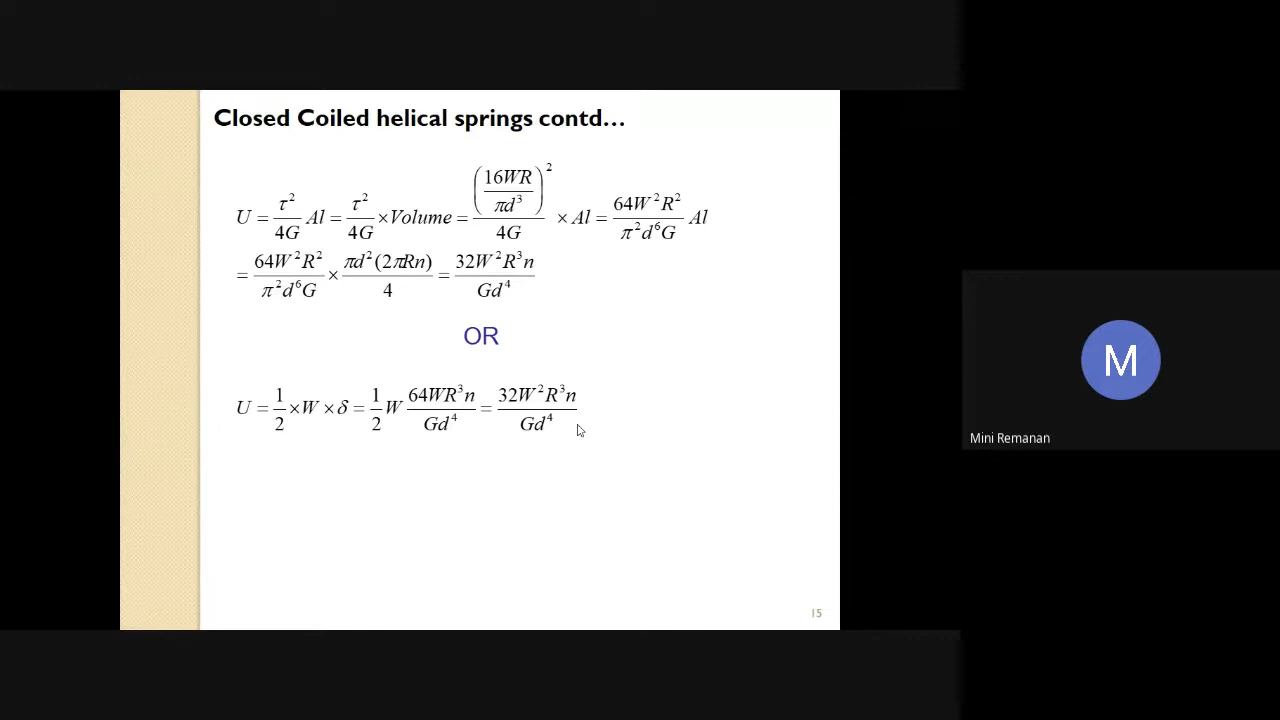 Closed Coiled helical springs contd…
U = τ²/4G Al = τ²/4G × Volume = (16WR/πd³)²/4G × Al = 64W²R²/π²d⁶G Al
= 64W²R²/π²d⁶G × πd²(2πRn)/4 = 32W²R³n/Gd⁴
OR
U = 1/2 × W × δ = 1/2 W 64WR³n/Gd⁴ = 32W²R³n/Gd⁴
15
M
Mini Remanan